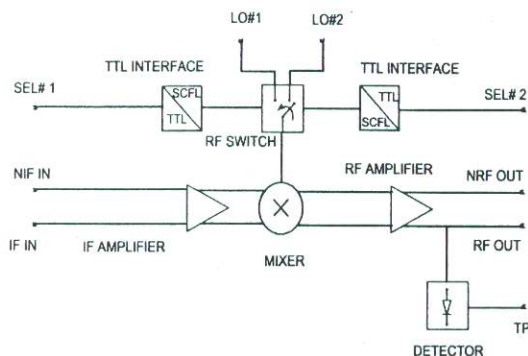 LO#1
LO#2
TTL INTERFACE
TTL INTERFACE
SEL# 1
SCFL
TTL
TTL
SCFL
SEL# 2
RF SWITCH
RF AMPLIFIER
NIF IN
NRF OUT
IF IN
IF AMPLIFIER
MIXER
RF OUT
TP
DETECTOR